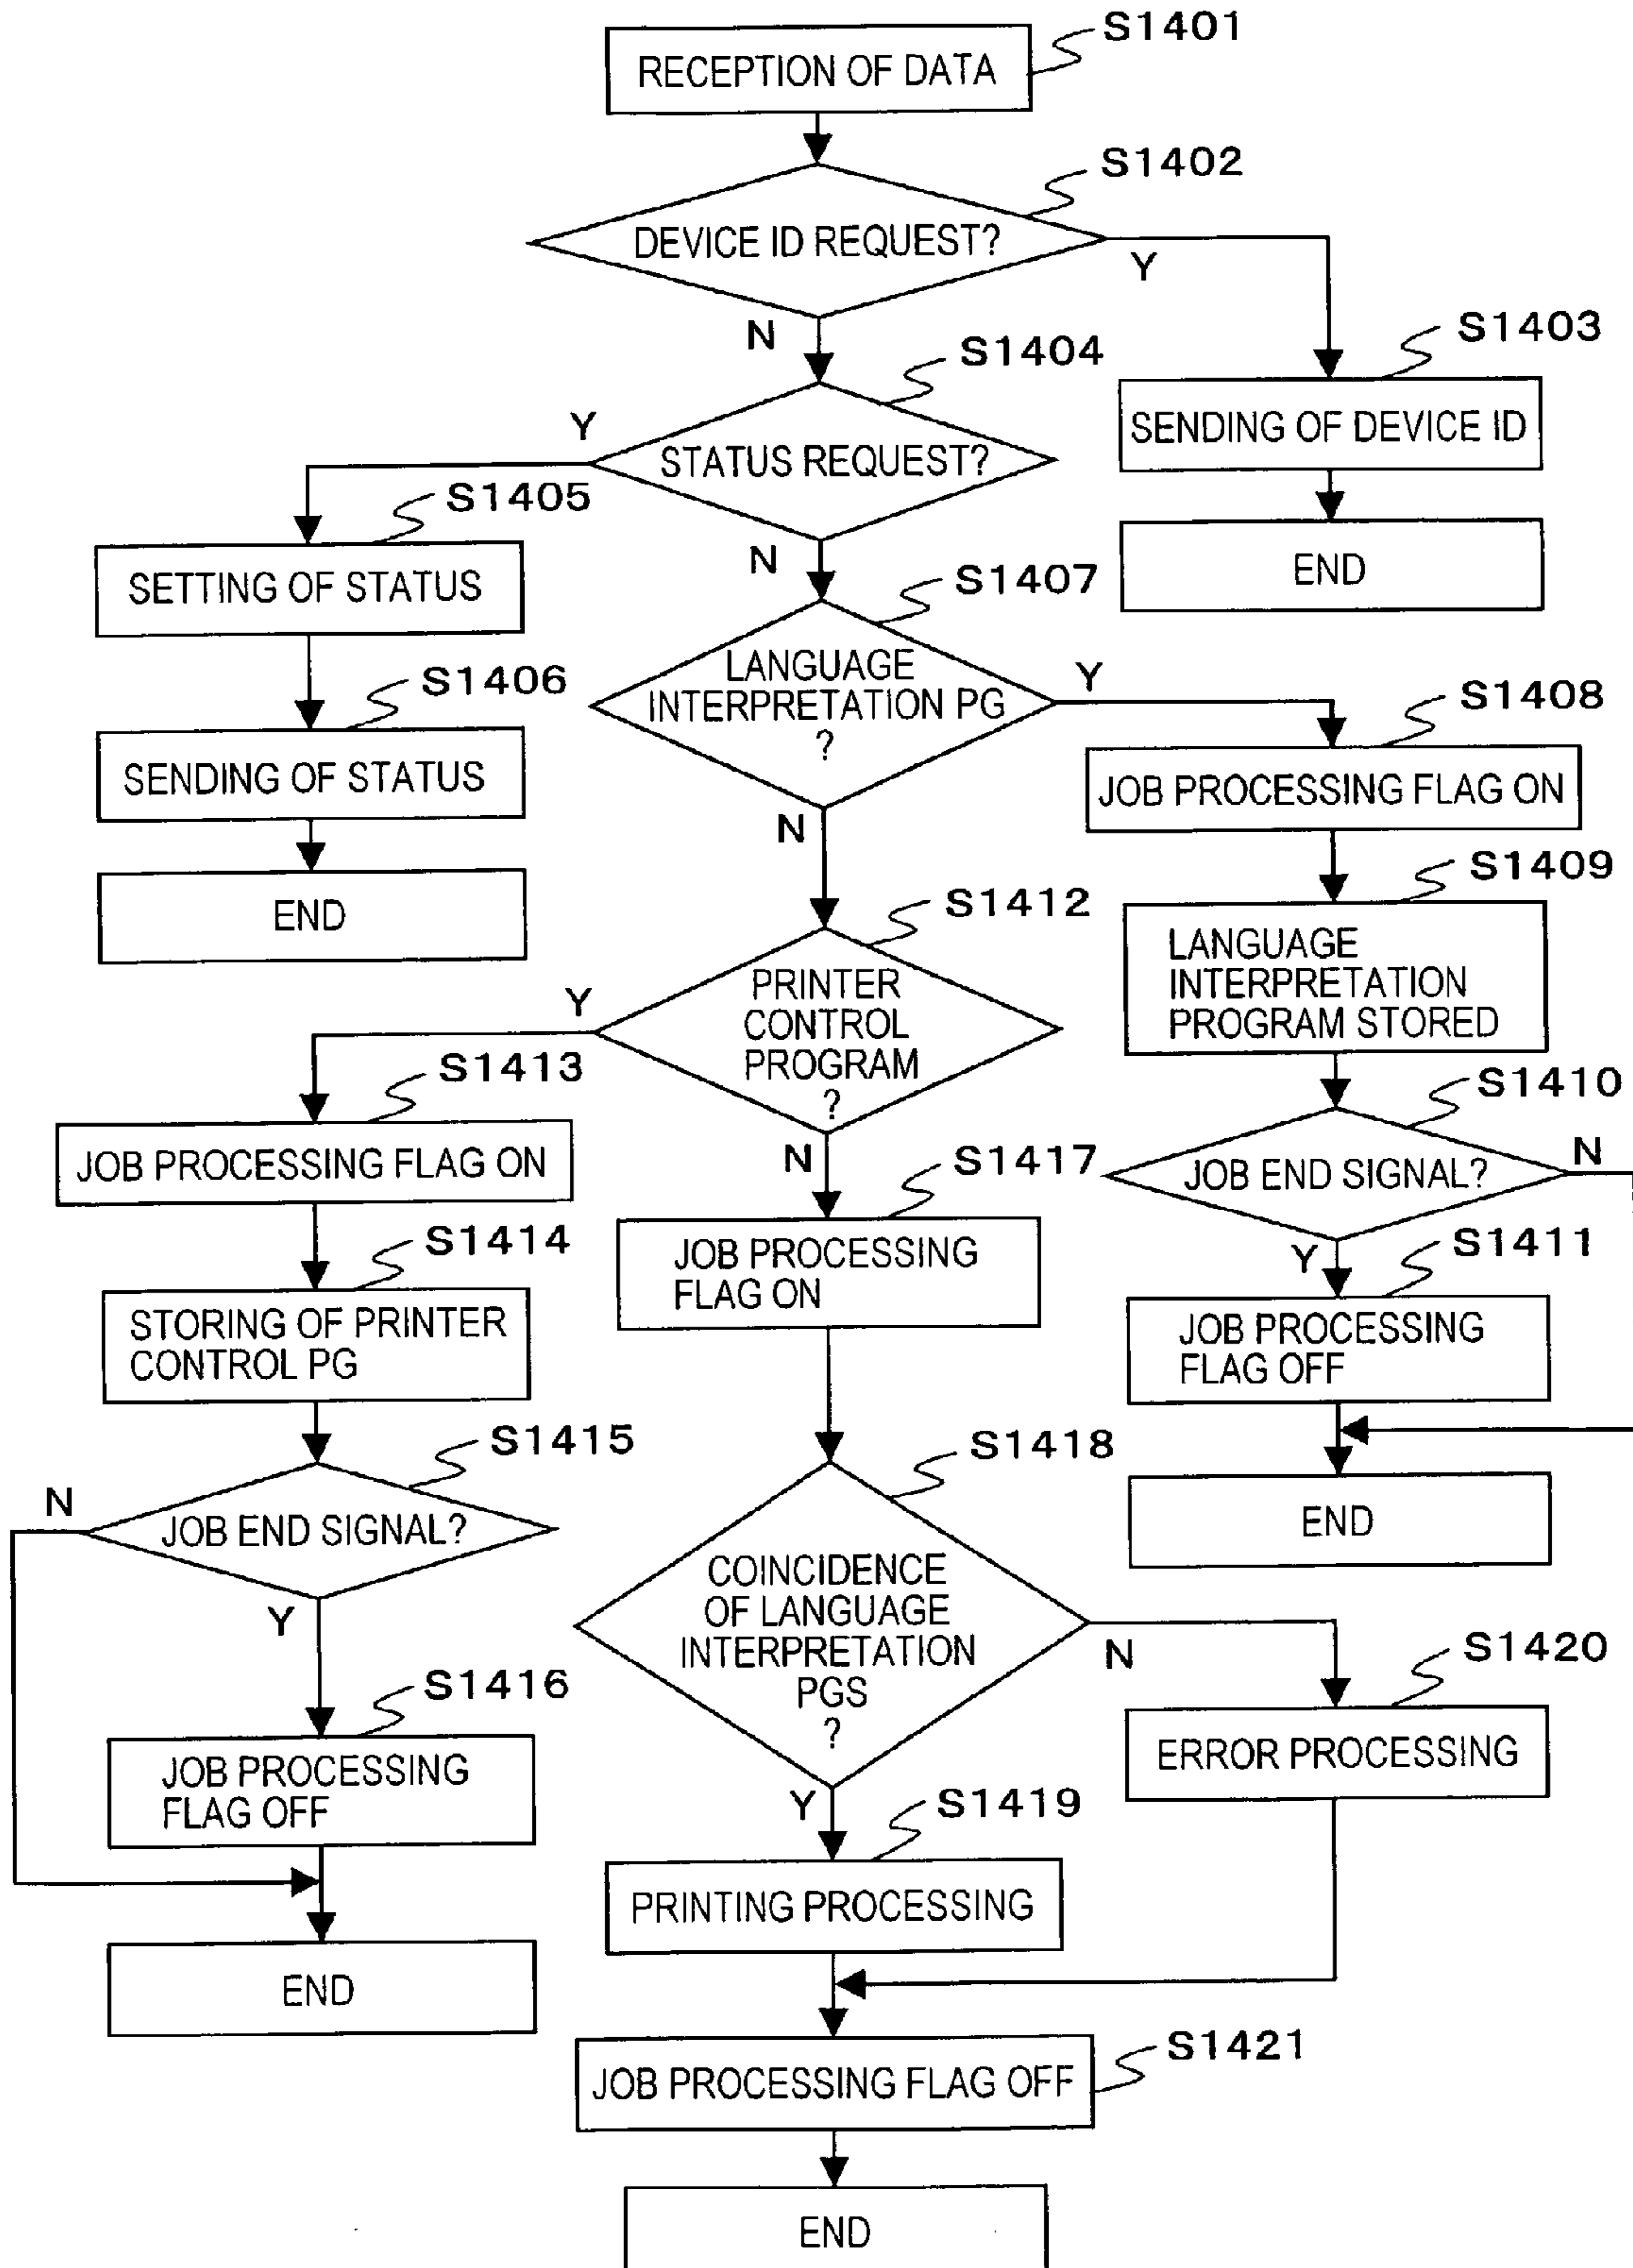 S1401
RECEPTION OF DATA
S1402
DEVICE ID REQUEST?
Y
N
S1403
S1404
SENDING OF DEVICE ID
Y
STATUS REQUEST?
S1405
END
N
S1407
SETTING OF STATUS
LANGUAGE
INTERPRETATION PG
?
Y
S1406
S1408
SENDING OF STATUS
JOB PROCESSING FLAG ON
N
S1409
END
S1412
LANGUAGE
INTERPRETATION
PROGRAM STORED
Y
PRINTER
CONTROL
PROGRAM
?
S1413
S1410
JOB PROCESSING FLAG ON
N
S1417
JOB END SIGNAL?
N
S1414
JOB PROCESSING
FLAG ON
Y
S1411
STORING OF PRINTER
CONTROL PG
JOB PROCESSING
FLAG OFF
S1415
S1418
N
JOB END SIGNAL?
END
COINCIDENCE
OF LANGUAGE
INTERPRETATION
PGS
?
Y
N
S1420
S1416
ERROR PROCESSING
JOB PROCESSING
FLAG OFF
Y
S1419
PRINTING PROCESSING
END
S1421
JOB PROCESSING FLAG OFF
END